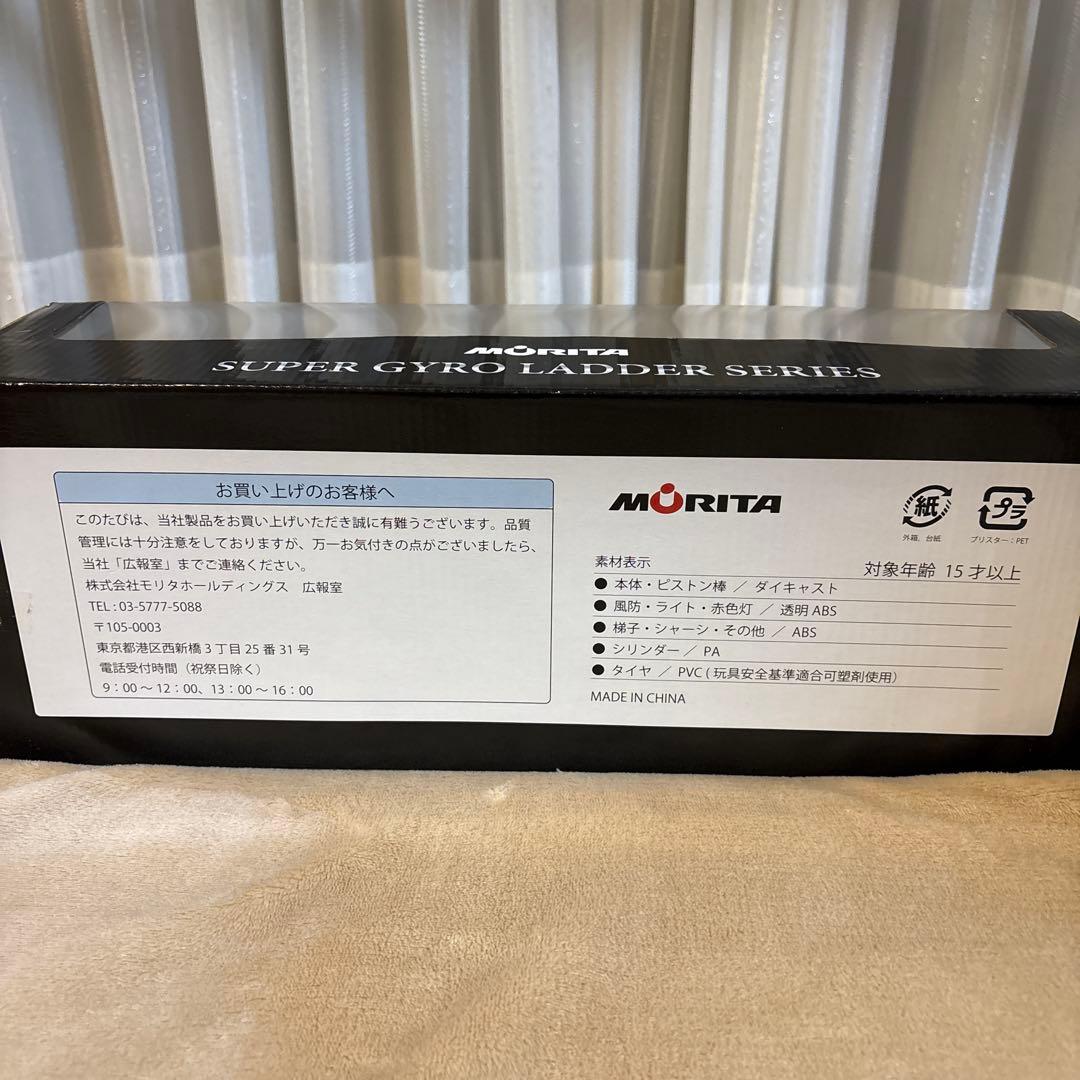 MORITA
SUPER GYRO LADDER SERIES
お買い上げのお客様へ
このたびは、当社製品をお買い上げいただき誠に有難うございます。品質
管理には十分注意をしておりますが、万一お気付きの点がございましたら、
当社「広報室」までご連絡ください。
株式会社モリタホールディングス 広報室
TEL : 03-5777-5088
〒105-0003
東京都港区西新橋3丁目25番31号
電話受付時間（祝祭日除く）
9：00～12：00、13：00～16：00
MORITA
紙
外箱、台紙
プラ
ブリスター：PET
素材表示
対象年齢 15才以上
● 本体・ピストン棒 ／ ダイキャスト
● 風防・ライト・赤色灯 ／ 透明 ABS
● 梯子・シャーシ・その他 ／ ABS
● シリンダー ／ PA
● タイヤ ／ PVC ( 玩具安全基準適合可塑剤使用）
MADE IN CHINA